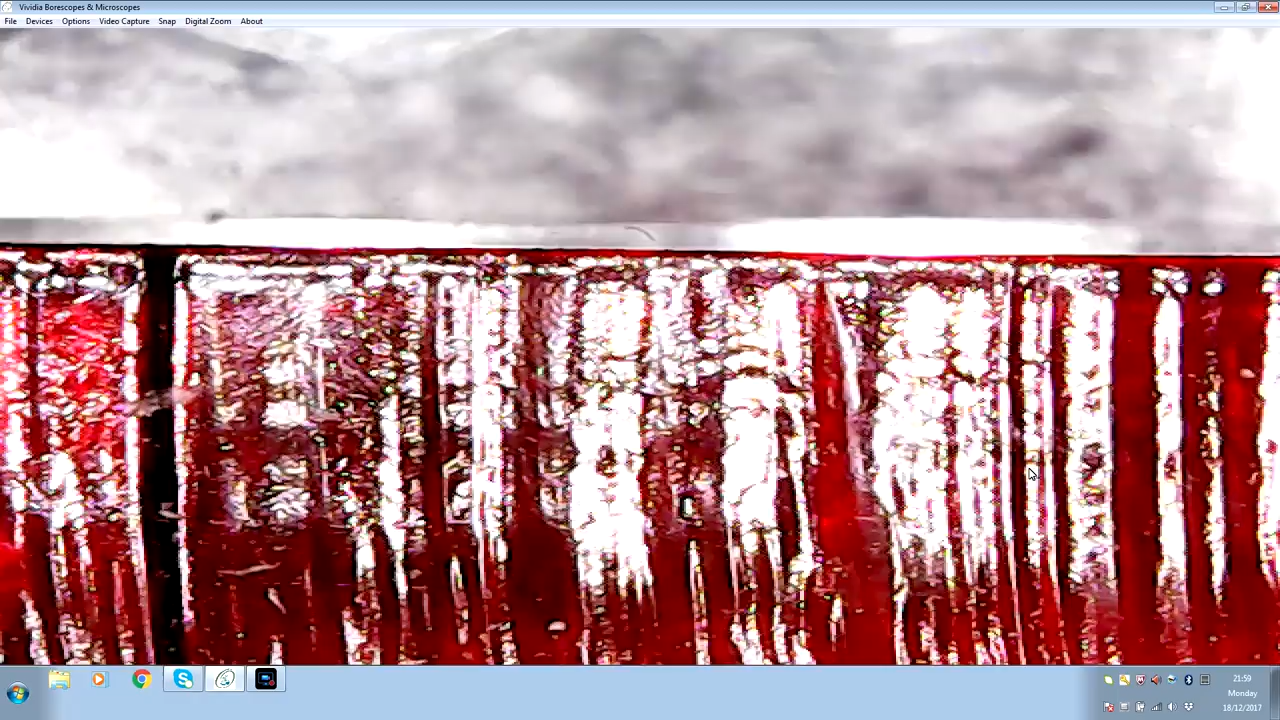 Vividia Borescopes & Microscopes
File Devices Options Video Capture Snap Digital Zoom About
21:59
Monday
18/12/2017